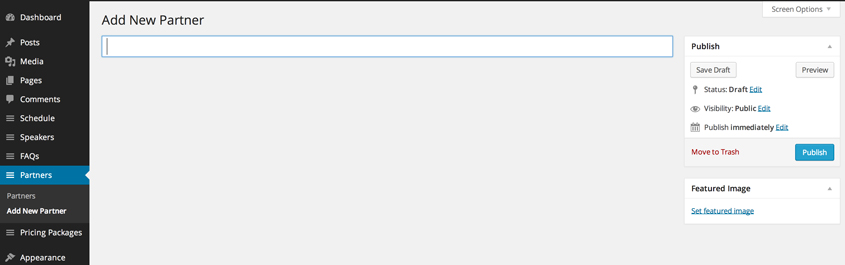 Screen Options
Dashboard
Posts
Media
Pages
Comments
Schedule
Speakers
FAQs
Partners
Partners
Add New Partner
Pricing Packages
Appearance
Add New Partner
Publish
Save Draft
Preview
Status: Draft Edit
Visibility: Public Edit
Publish immediately Edit
Move to Trash
Publish
Featured Image
Set featured image